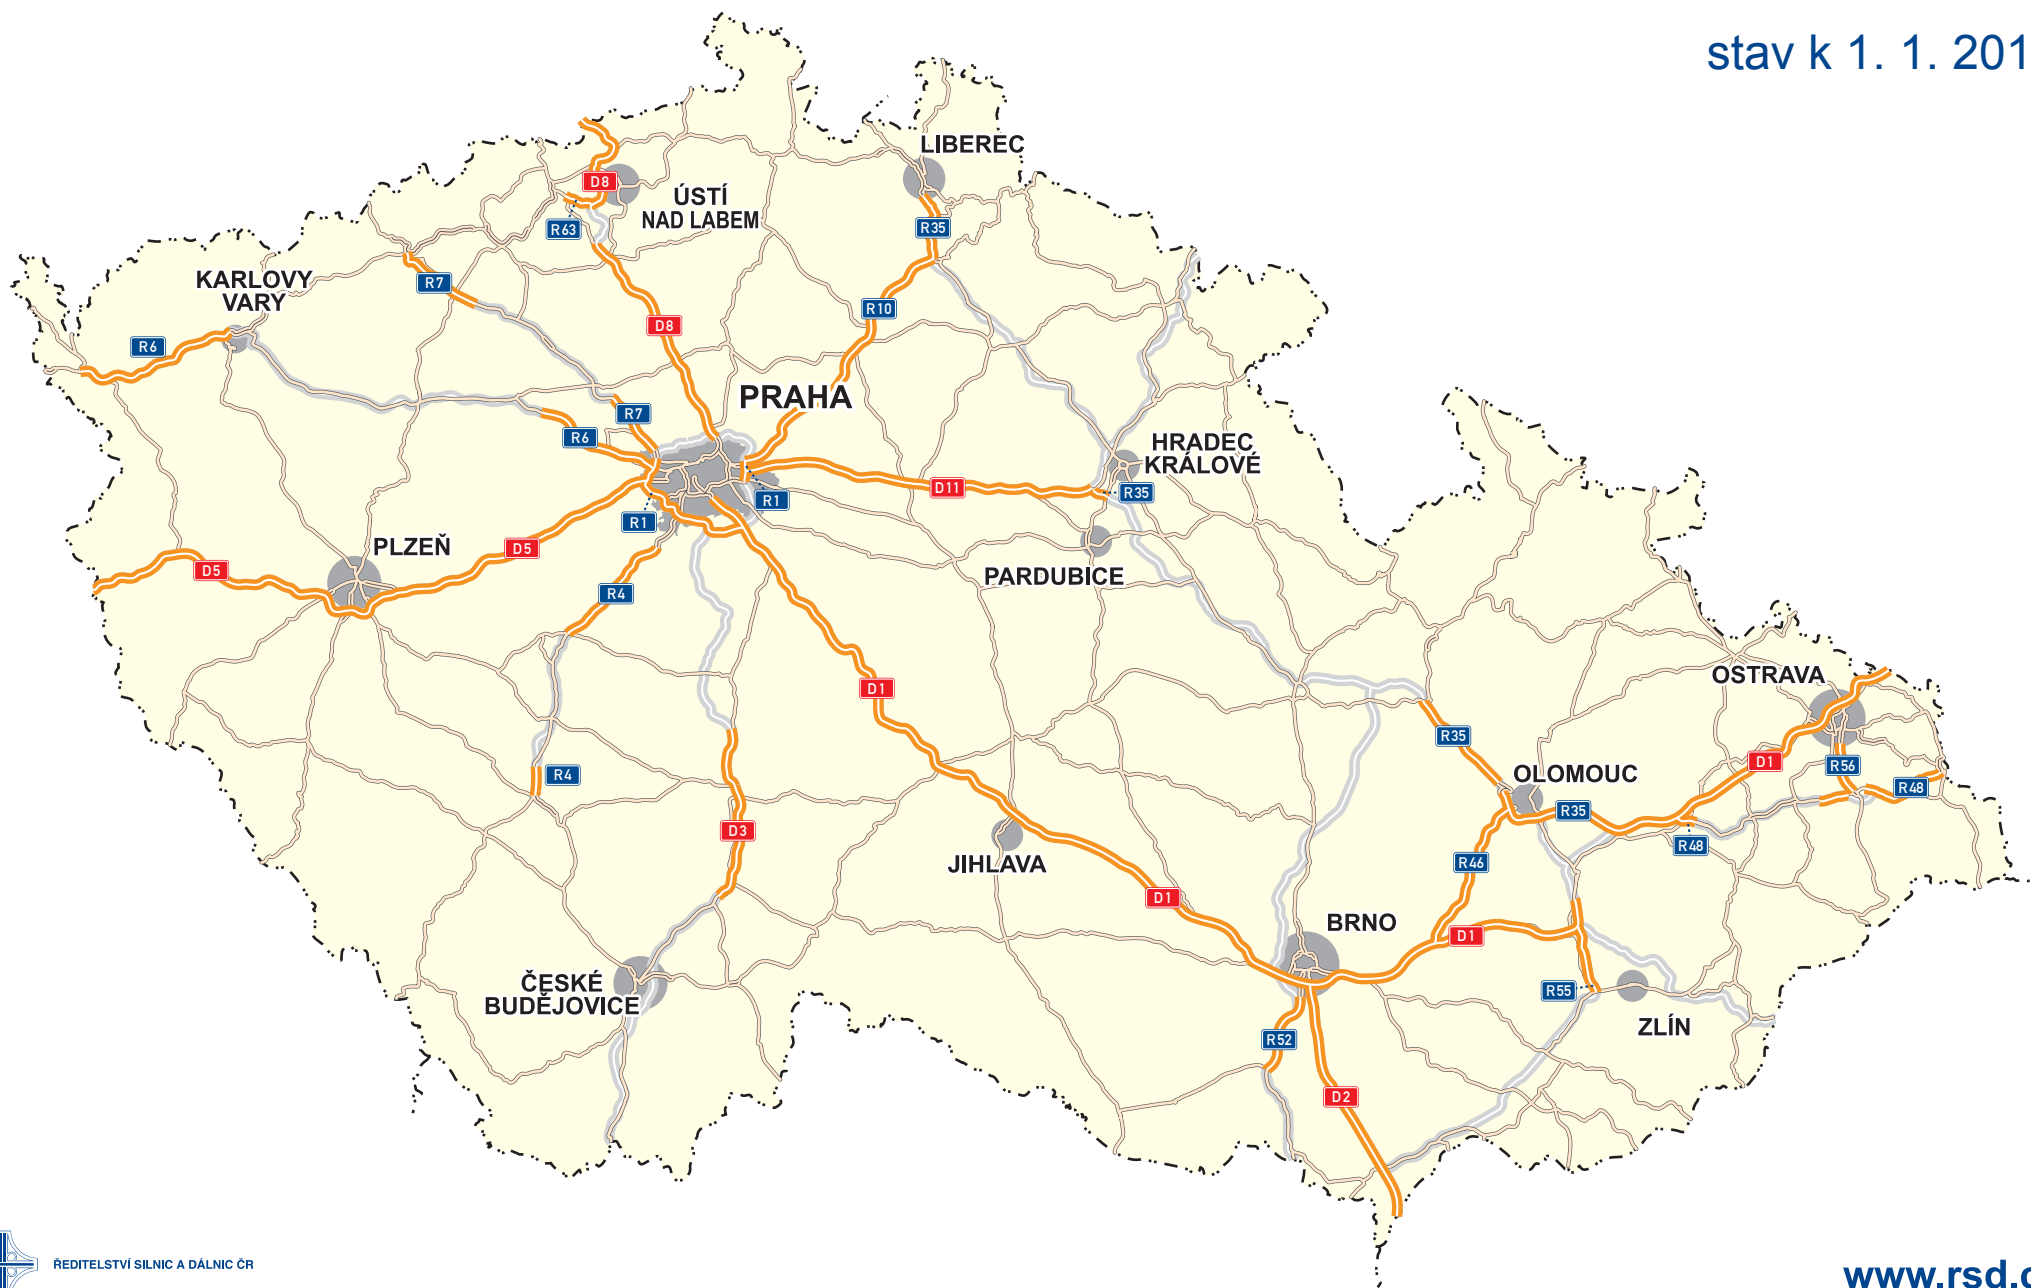 stav k 1. 1. 201
LIBEREC
D8
ÚSTÍ
NAD LABEM
R63
R35
KARLOVY
VARY
R7
R10
D8
R6
PRAHA
R7
R6
HRADEC
KRÁLOVÉ
D11
R35
R1
R1
PLZEŇ
D5
D5
PARDUBICE
R4
OSTRAVA
D1
R35
D1
R56
R4
OLOMOUC
R48
R35
D3
JIHLAVA
R48
R46
D1
BRNO
D1
ČESKÉ
BUDĚJOVICE
R55
ZLÍN
R52
D2
ŘEDITELSTVÍ SILNIC A DÁLNIC ČR
www.rsd.c